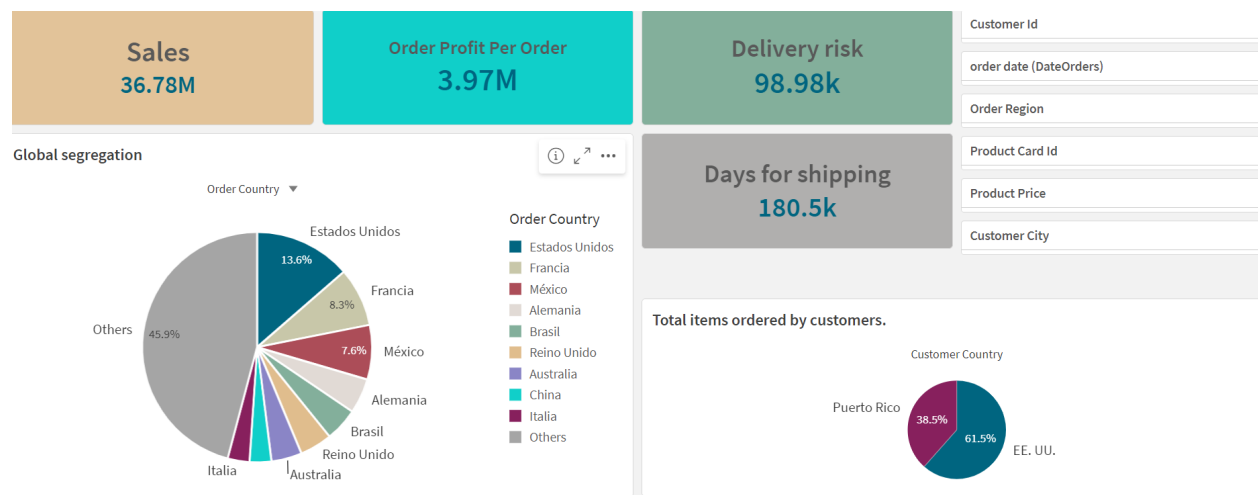 Sales
36.78M
Order Profit Per Order
3.97M
Delivery risk
98.98k
Days for shipping
180.5k
Customer Id
order date (DateOrders)
Order Region
Product Card Id
Product Price
Customer City
Global segregation
Order Country
Estados Unidos
13.6%
Francia
8.3%
México
7.6%
Alemania
Brasil
Reino Unido
Australia
Italia
Others
45.9%
Order Country
Estados Unidos
Francia
México
Alemania
Brasil
Reino Unido
Australia
China
Italia
Others
Total items ordered by customers.
Customer Country
Puerto Rico
38.5%
61.5%
EE. UU.